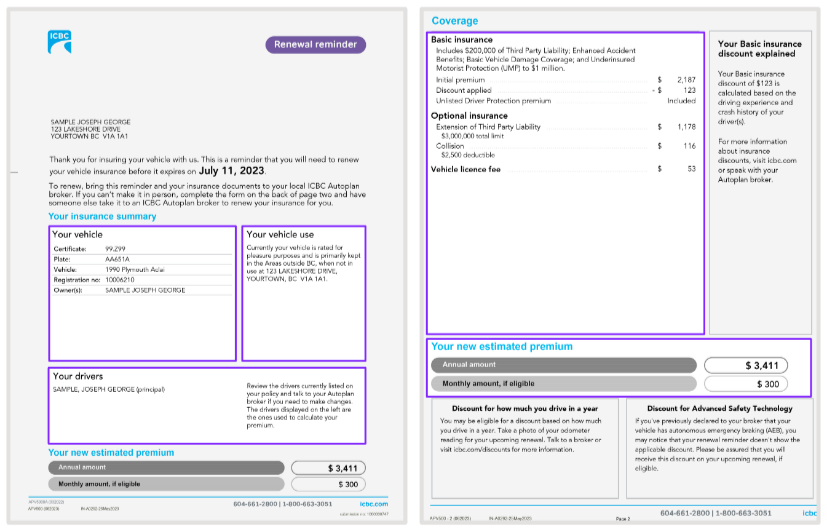 ICBC
Renewal reminder
SAMPLE JOSEPH GEORGE
123 LAKESHORE DRIVE
YOURTOWN BC V1A 1A1
Thank you for insuring your vehicle with us. This is a reminder that you will need to renew
your vehicle insurance before it expires on July 11, 2023.
To renew, bring this reminder and your insurance documents to your local ICBC Autoplan
broker. If you can't make it in person, complete the form on the back of page two and have
someone else take it to an ICBC Autoplan broker to renew your insurance for you.
Your insurance summary
Your vehicle
Certificate: 99Z99
Plate: AA651A
Vehicle: 1990 Plymouth Aclai
Registration no: 10006210
Owner(s): SAMPLE JOSEPH GEORGE
Your vehicle use
Currently your vehicle is rated for
pleasure purposes and is primarily kept
in the Areas outside BC, when not in
use at 123 LAKESHORE DRIVE,
YOURTOWN, BC V1A 1A1.
Your drivers
SAMPLE, JOSEPH GEORGE (principal)
Review the drivers currently listed on
your policy and talk to your Autoplan
broker if you need to make changes.
The drivers displayed on the left are
the ones used to calculate your
premium.
Your new estimated premium
Annual amount $ 3,411
Monthly amount, if eligible $ 300
604-661-2800 | 1-800-663-3051 icbc.com
Coverage
Basic insurance
Includes $200,000 of Third Party Liability; Enhanced Accident
Benefits; Basic Vehicle Damage Coverage; and Underinsured
Motorist Protection (UMP) to $1 million.
Initial premium $ 2,187
Discount applied - $ 123
Unlisted Driver Protection premium Included
Optional insurance
Extension of Third Party Liability $ 1,178
$3,000,000 total limit
Collision $ 116
$2,500 deductible
Vehicle licence fee $ 53
Your Basic insurance
discount explained
Your Basic insurance
discount of $123 is
calculated based on the
driving experience and
crash history of your
driver(s).
For more information
about insurance
discounts, visit icbc.com
or speak with your
Autoplan broker.
Your new estimated premium
Annual amount $ 3,411
Monthly amount, if eligible $ 300
Discount for how much you drive in a year
You may be eligible for a discount based on how much
you drive in a year. Take a photo of your odometer
reading for your upcoming renewal. Talk to a broker or
visit icbc.com/discounts for more information.
Discount for Advanced Safety Technology
If you've previously declared to your broker that your
vehicle has autonomous emergency braking (AEB), you
may notice that your renewal reminder doesn't show the
applicable discount. Please be assured that you will
receive this discount on your upcoming renewal, if
eligible.
Page 2
604-661-2800 | 1-800-663-3051 icbc